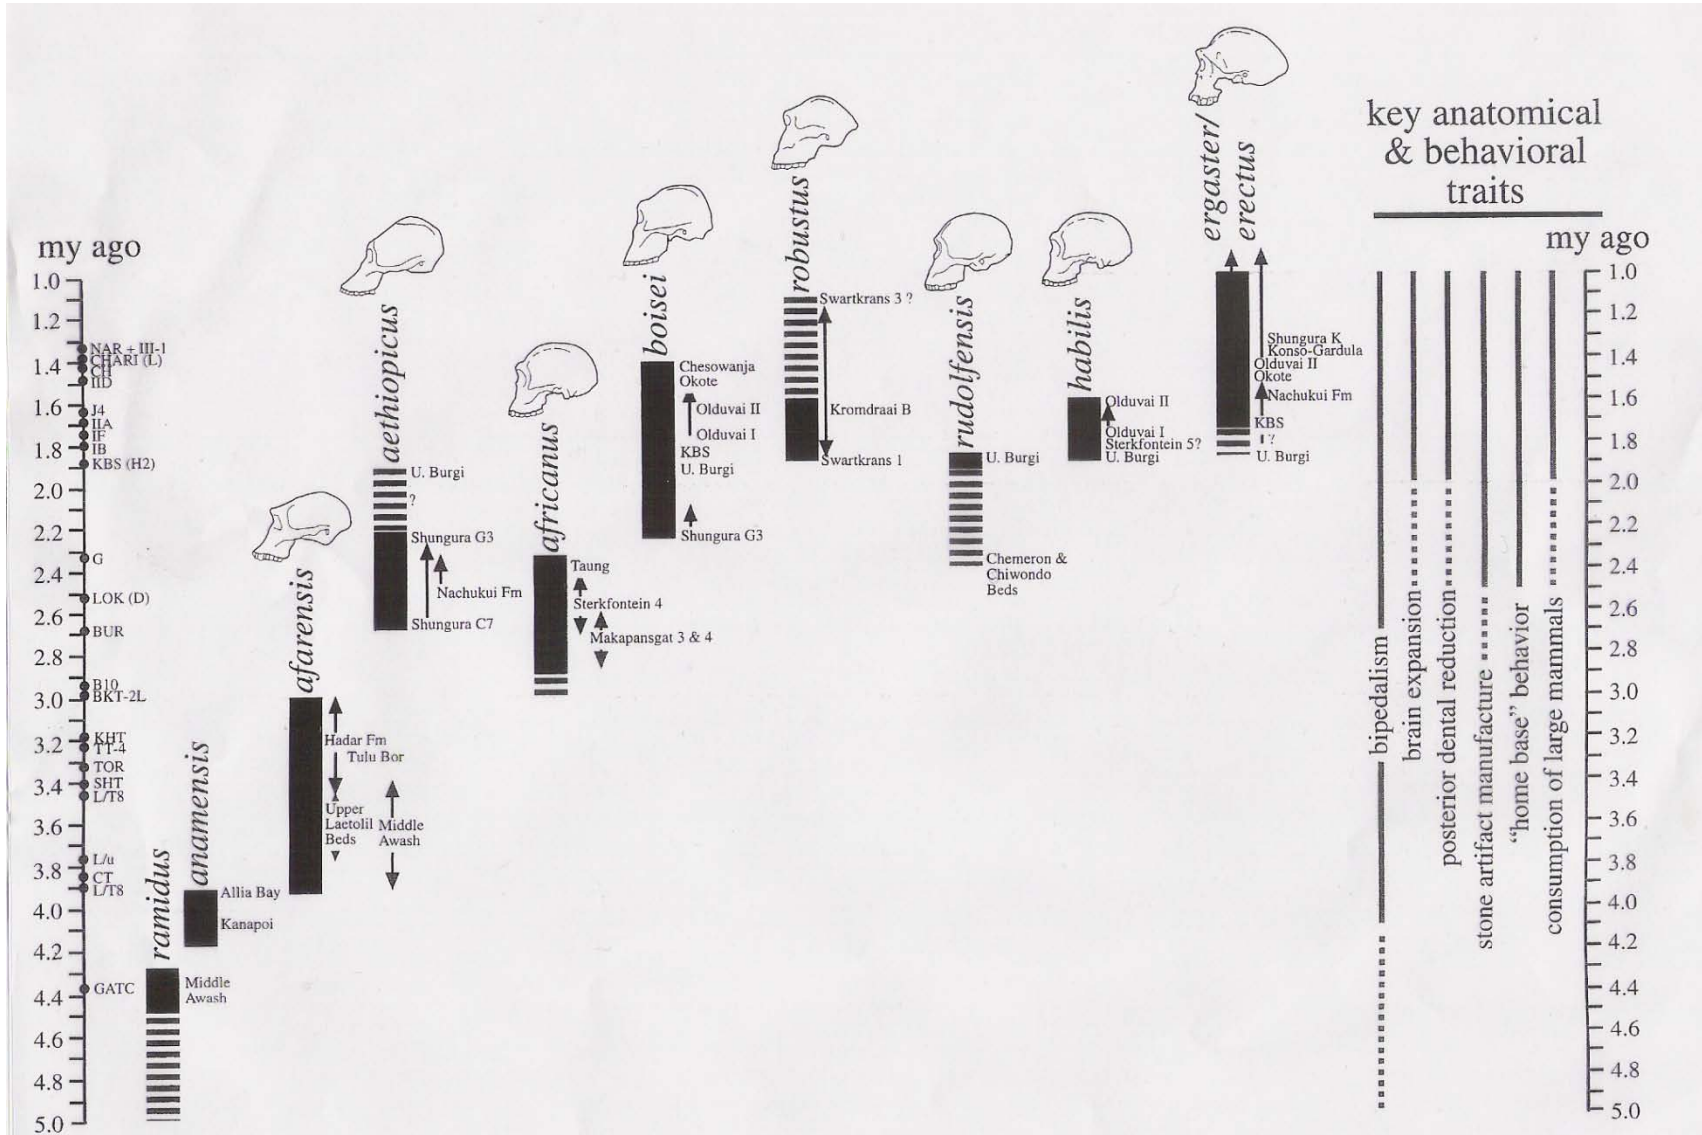 my ago
1.0
1.2
1.4
1.6
1.8
2.0
2.2
2.4
2.6
2.8
3.0
3.2
3.4
3.6
3.8
4.0
4.2
4.4
4.6
4.8
5.0
NAR + III-1
CHARI (L)
CH
IID
J4
IIA
IF
IB
KBS (H2)
G
LOK (D)
BUR
B10
BKT-2L
KHT
TT-4
TOR
SHT
L/T8
L/u
CT
L/T8
GATC
ramidus
Middle
Awash
anamensis
Allia Bay
Kanapoi
afarensis
Hadar Fm
Tulu Bor
Upper
Laetolil
Beds
Middle
Awash
aethiopicus
U. Burgi
?
Shungura G3
Nachukui Fm
Shungura C7
africanus
Taung
Sterkfontein 4
Makapansgat 3 & 4
boisei
Chesowanja
Okote
Olduvai II
Olduvai I
KBS
U. Burgi
Shungura G3
robustus
Swartkrans 3 ?
Kromdraai B
Swartkrans 1
rudolfensis
U. Burgi
Chemeron &
Chiwondo
Beds
habilis
Olduvai II
Olduvai I
Sterkfontein 5?
U. Burgi
ergaster/
erectus
Shungura K
Konso-Gardula
Olduvai II
Okote
Nachukui Fm
KBS
?
U. Burgi
key anatomical
& behavioral
traits
my ago
bipedalism
brain expansion
posterior dental reduction
stone artifact manufacture
"home base" behavior
consumption of large mammals
1.0
1.2
1.4
1.6
1.8
2.0
2.2
2.4
2.6
2.8
3.0
3.2
3.4
3.6
3.8
4.0
4.2
4.4
4.6
4.8
5.0